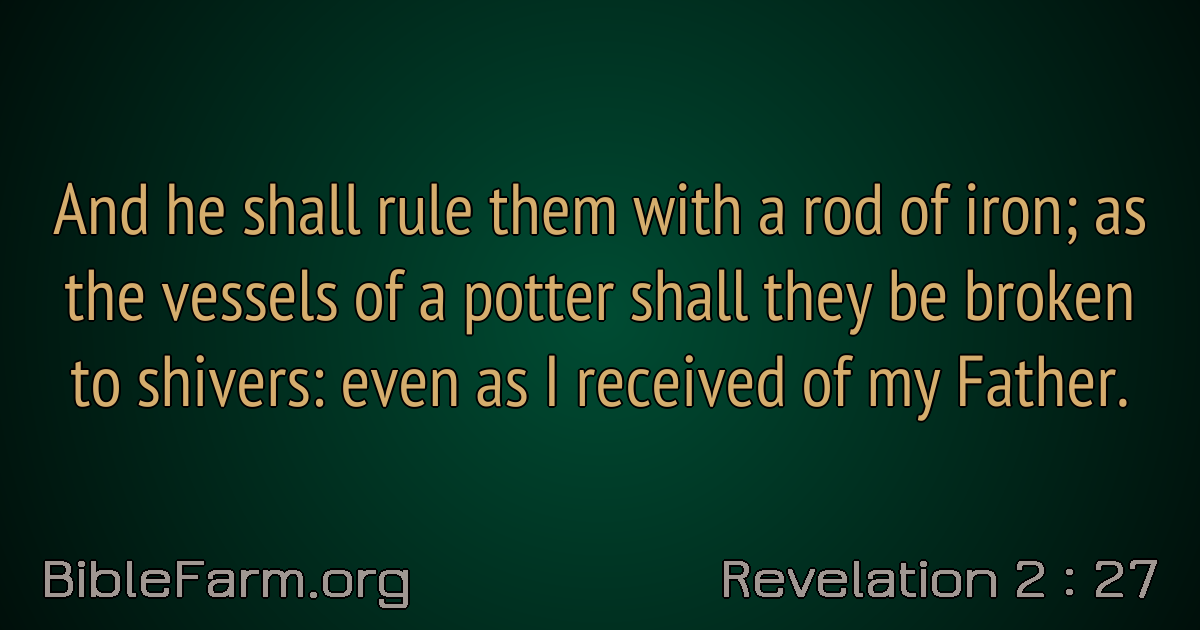 And he shall rule them with a rod of iron; as
the vessels of a potter shall they be broken
to shivers: even as I received of my Father.
BibleFarm.org
Revelation 2 : 27